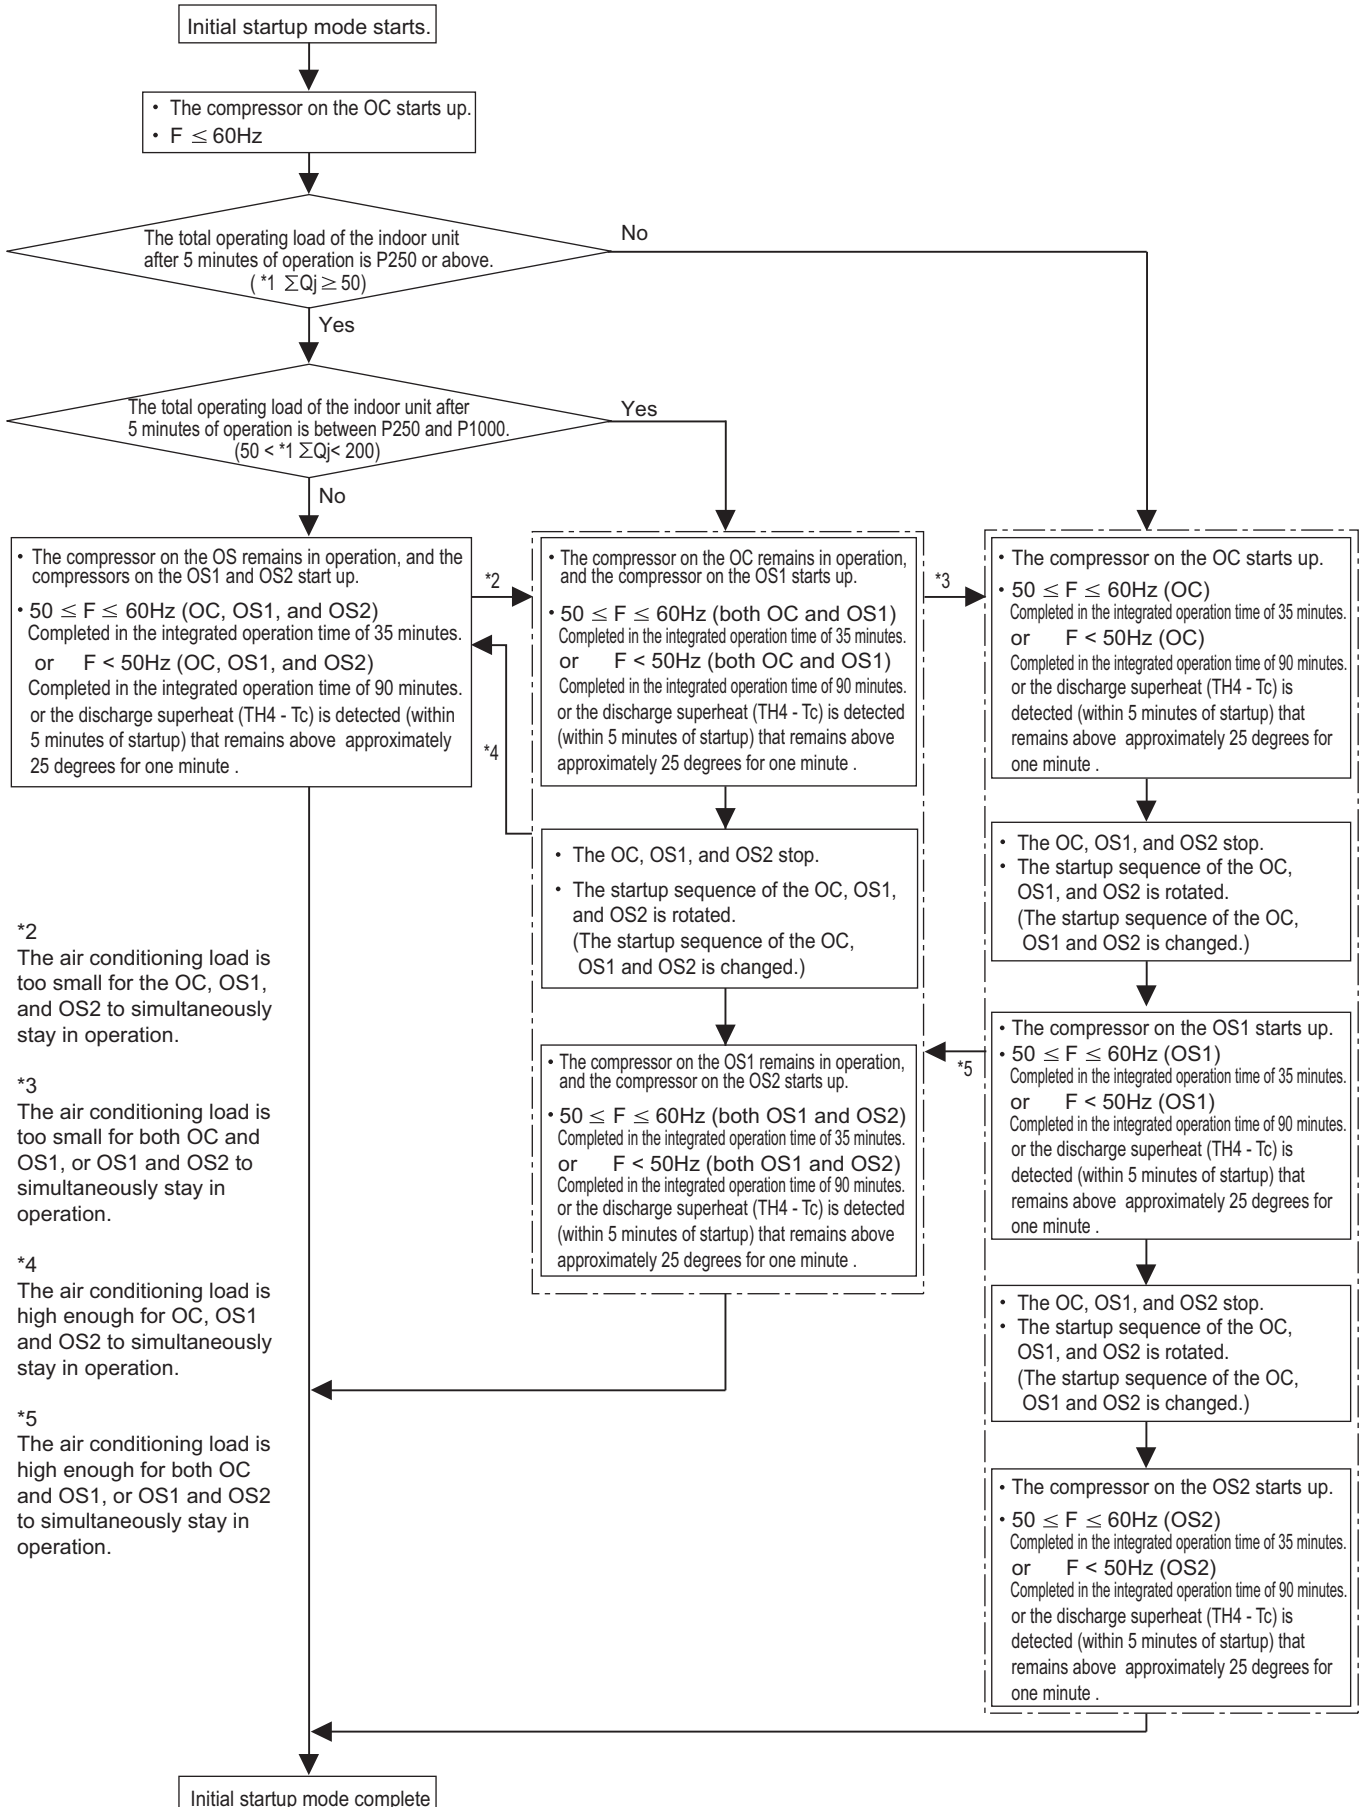 Initial startup mode starts.
• The compressor on the OC starts up.
• F ≤ 60Hz
The total operating load of the indoor unit
after 5 minutes of operation is P250 or above.
( *1 ΣQj ≥ 50)
No
Yes
The total operating load of the indoor unit after
5 minutes of operation is between P250 and P1000.
(50 < *1 ΣQj< 200)
Yes
No
• The compressor on the OS remains in operation, and the
compressors on the OS1 and OS2 start up.
• 50 ≤ F ≤ 60Hz (OC, OS1, and OS2)
Completed in the integrated operation time of 35 minutes.
or F < 50Hz (OC, OS1, and OS2)
Completed in the integrated operation time of 90 minutes.
or the discharge superheat (TH4 - Tc) is detected (within
5 minutes of startup) that remains above approximately
25 degrees for one minute .
*2
*4
• The compressor on the OC remains in operation,
and the compressor on the OS1 starts up.
• 50 ≤ F ≤ 60Hz (both OC and OS1)
Completed in the integrated operation time of 35 minutes.
or F < 50Hz (both OC and OS1)
Completed in the integrated operation time of 90 minutes.
or the discharge superheat (TH4 - Tc) is detected
(within 5 minutes of startup) that remains above
approximately 25 degrees for one minute .
*3
• The compressor on the OC starts up.
• 50 ≤ F ≤ 60Hz (OC)
Completed in the integrated operation time of 35 minutes.
or F < 50Hz (OC)
Completed in the integrated operation time of 90 minutes.
or the discharge superheat (TH4 - Tc) is
detected (within 5 minutes of startup) that
remains above approximately 25 degrees for
one minute .
• The OC, OS1, and OS2 stop.
• The startup sequence of the OC, OS1,
and OS2 is rotated.
(The startup sequence of the OC,
OS1 and OS2 is changed.)
• The OC, OS1, and OS2 stop.
• The startup sequence of the OC,
OS1, and OS2 is rotated.
(The startup sequence of the OC,
OS1 and OS2 is changed.)
• The compressor on the OS1 remains in operation,
and the compressor on the OS2 starts up.
• 50 ≤ F ≤ 60Hz (both OS1 and OS2)
Completed in the integrated operation time of 35 minutes.
or F < 50Hz (both OS1 and OS2)
Completed in the integrated operation time of 90 minutes.
or the discharge superheat (TH4 - Tc) is detected
(within 5 minutes of startup) that remains above
approximately 25 degrees for one minute .
*5
• The compressor on the OS1 starts up.
• 50 ≤ F ≤ 60Hz (OS1)
Completed in the integrated operation time of 35 minutes.
or F < 50Hz (OS1)
Completed in the integrated operation time of 90 minutes.
or the discharge superheat (TH4 - Tc) is
detected (within 5 minutes of startup) that
remains above approximately 25 degrees for
one minute .
• The OC, OS1, and OS2 stop.
• The startup sequence of the OC,
OS1, and OS2 is rotated.
(The startup sequence of the OC,
OS1 and OS2 is changed.)
• The compressor on the OS2 starts up.
• 50 ≤ F ≤ 60Hz (OS2)
Completed in the integrated operation time of 35 minutes.
or F < 50Hz (OS2)
Completed in the integrated operation time of 90 minutes.
or the discharge superheat (TH4 - Tc) is
detected (within 5 minutes of startup) that
remains above approximately 25 degrees for
one minute .
*2
The air conditioning load is
too small for the OC, OS1,
and OS2 to simultaneously
stay in operation.
*3
The air conditioning load is
too small for both OC and
OS1, or OS1 and OS2 to
simultaneously stay in
operation.
*4
The air conditioning load is
high enough for OC, OS1
and OS2 to simultaneously
stay in operation.
*5
The air conditioning load is
high enough for both OC
and OS1, or OS1 and OS2
to simultaneously stay in
operation.
Initial startup mode complete